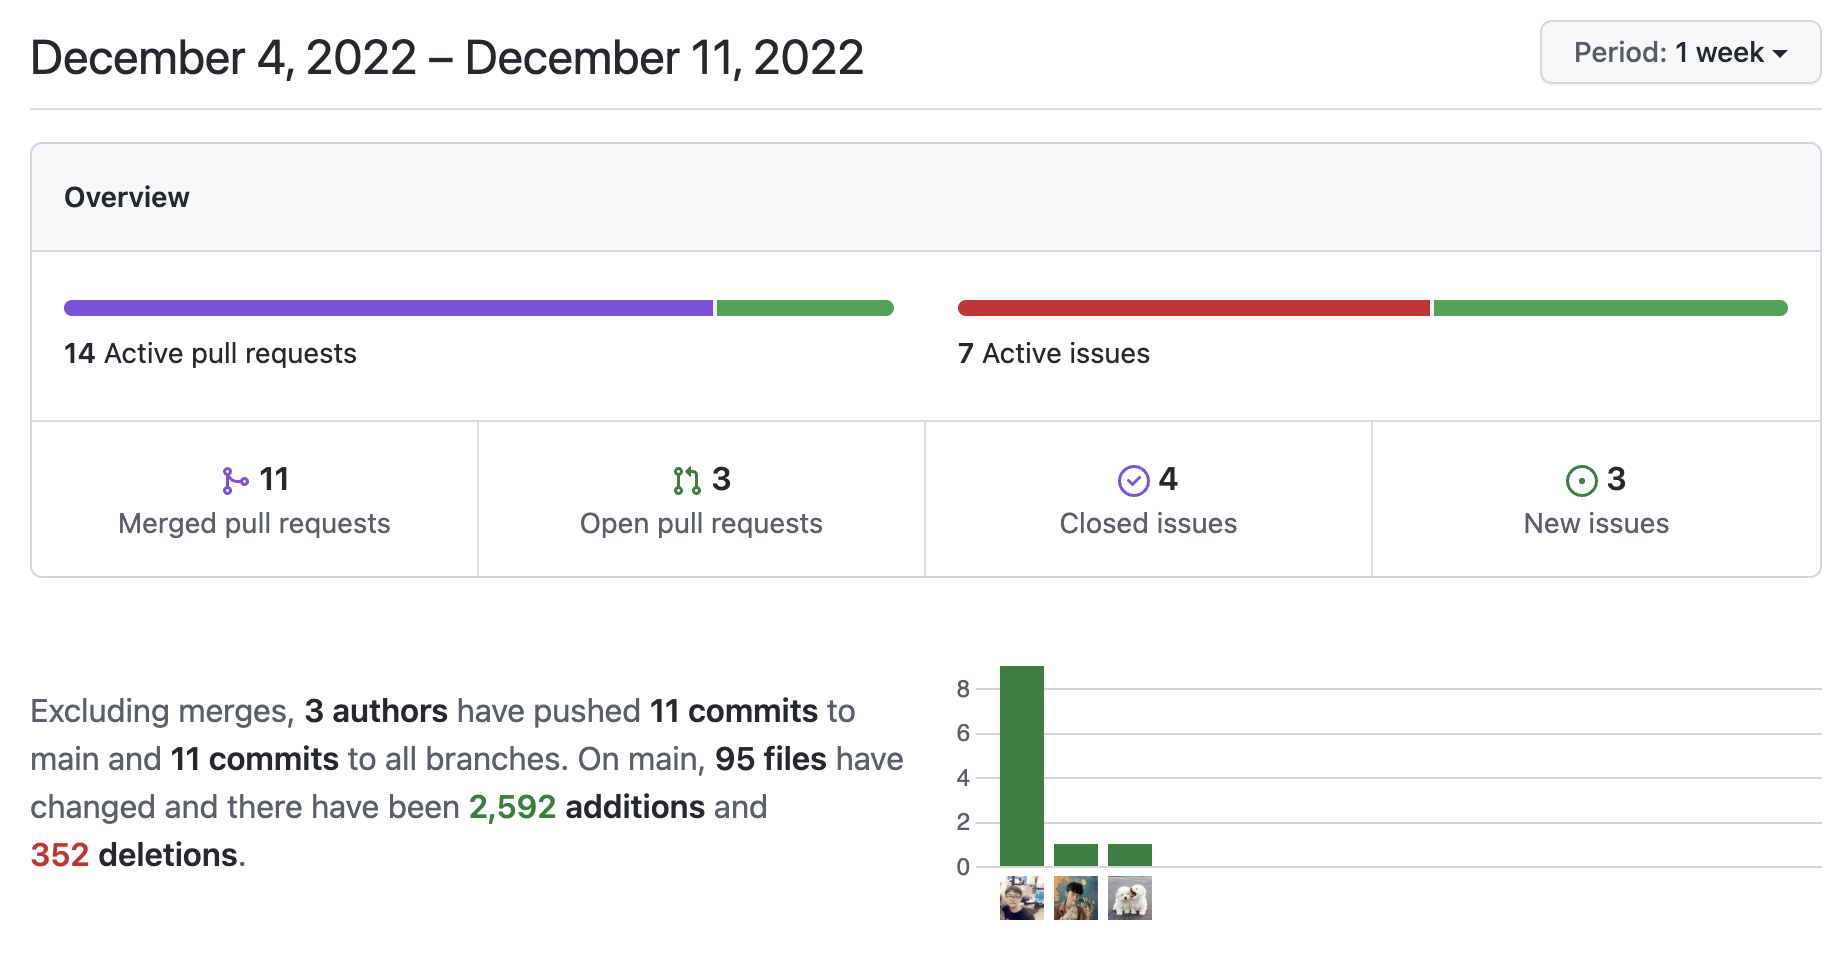 December 4, 2022 – December 11, 2022
Period: 1 week
Overview
14 Active pull requests
7 Active issues
11
Merged pull requests
3
Open pull requests
4
Closed issues
3
New issues
Excluding merges, 3 authors have pushed 11 commits to
main and 11 commits to all branches. On main, 95 files have
changed and there have been 2,592 additions and
352 deletions.
8
6
4
2
0